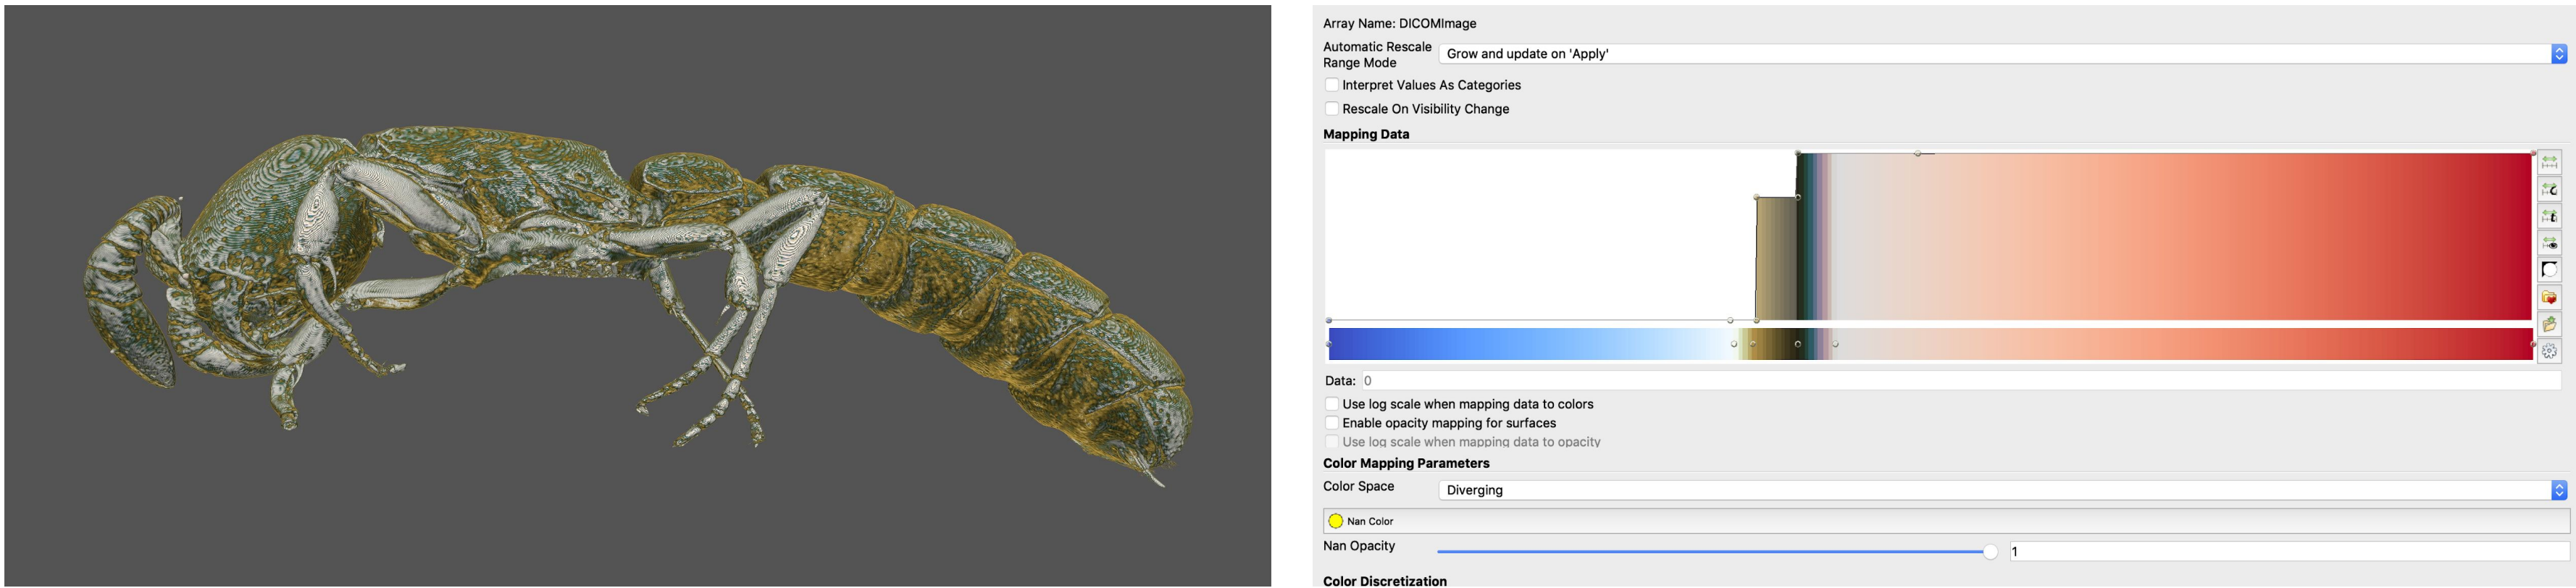 Array Name: DICOMImage
Automatic Rescale
Range Mode
Grow and update on 'Apply'
Interpret Values As Categories
Rescale On Visibility Change
Mapping Data
Data: 0
Use log scale when mapping data to colors
Enable opacity mapping for surfaces
Use log scale when mapping data to opacity
Color Mapping Parameters
Color Space Diverging
Nan Color
Nan Opacity 1
Color Discretization